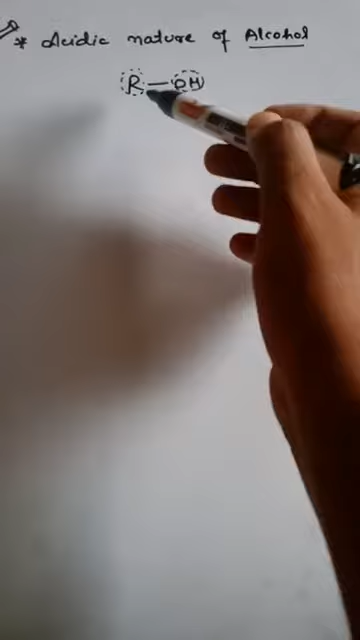 * Acidic nature of Alcohol
R — OH